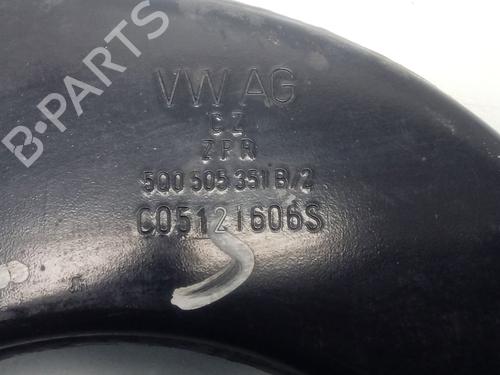 B-PARTS
VW AG
CZ
ZPR
5Q0 505 351 B/2
C05121606S